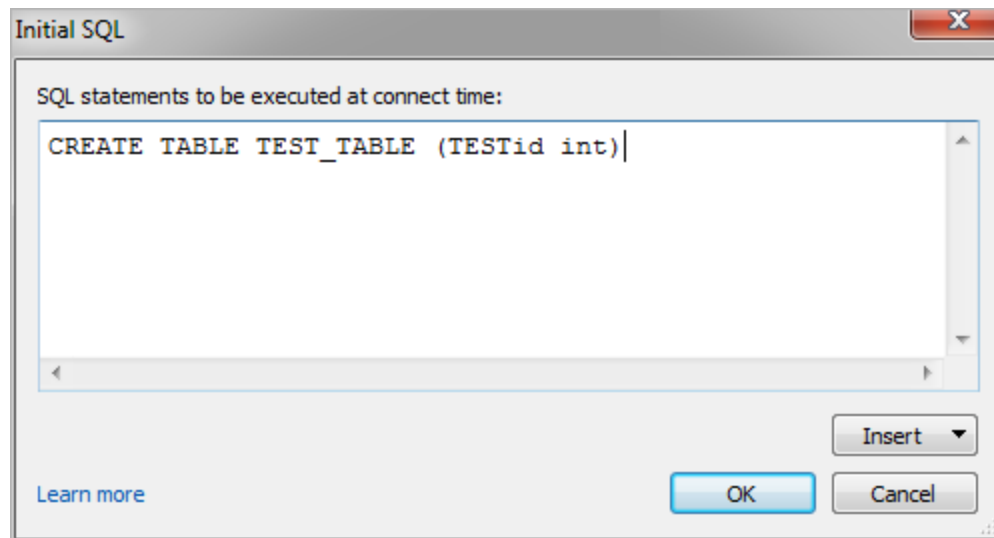 Initial SQL
SQL statements to be executed at connect time:
CREATE TABLE TEST_TABLE (TESTid int)
Insert
Learn more
OK
Cancel